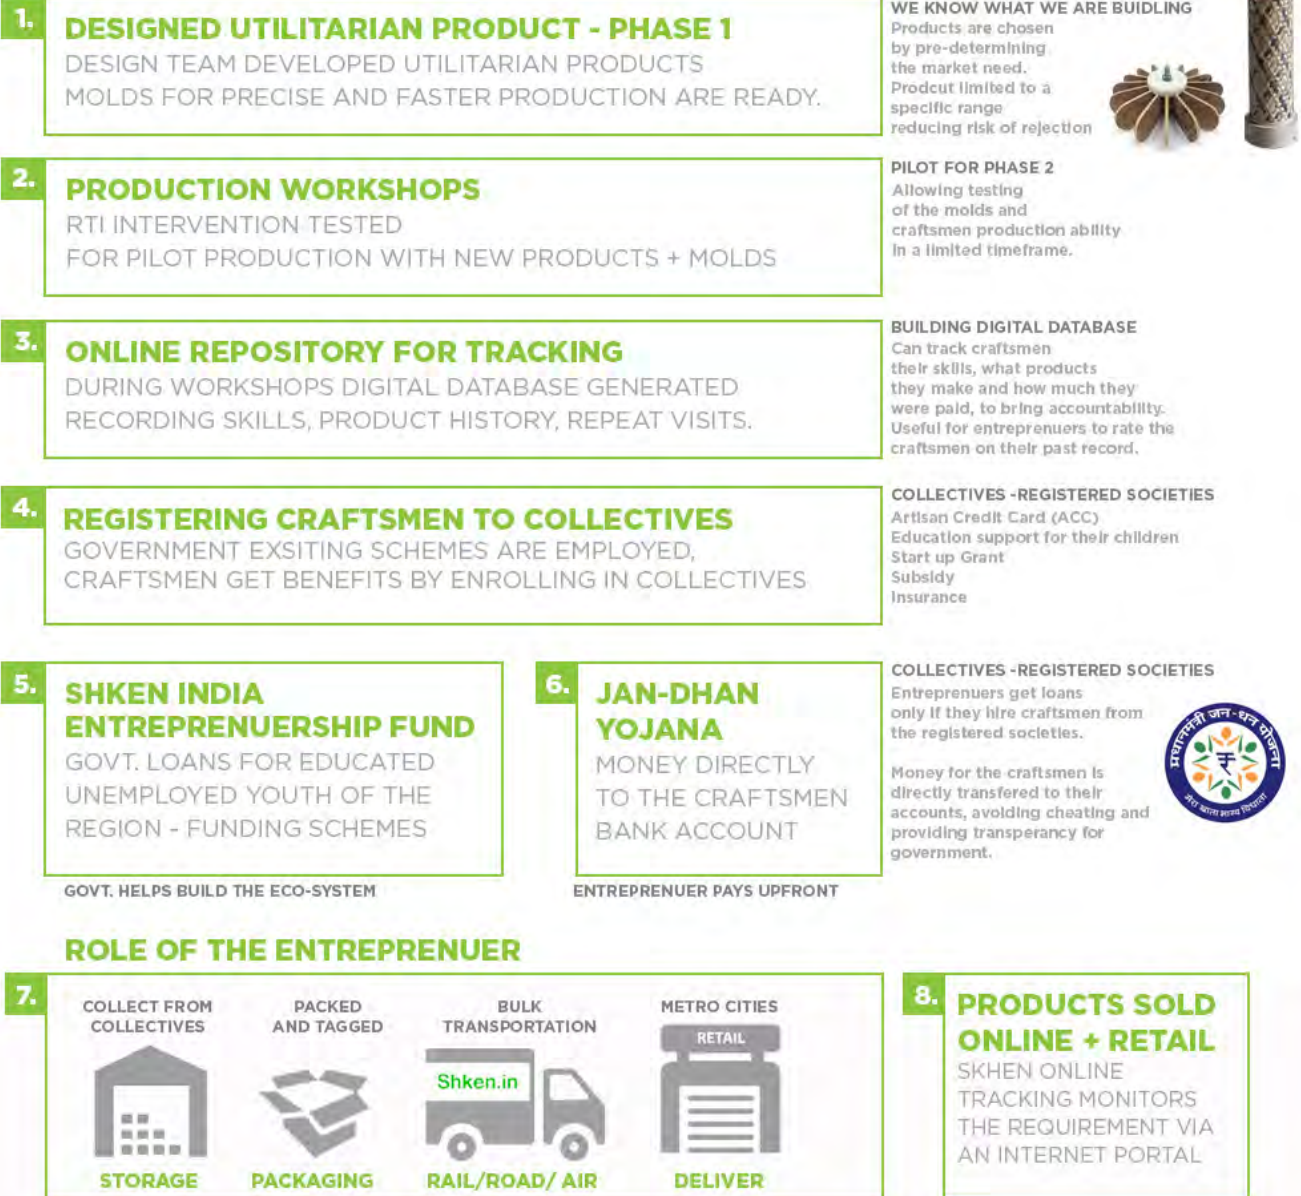 1.
DESIGNED UTILITARIAN PRODUCT - PHASE 1
DESIGN TEAM DEVELOPED UTILITARIAN PRODUCTS
MOLDS FOR PRECISE AND FASTER PRODUCTION ARE READY.
WE KNOW WHAT WE ARE BUIDLING
Products are chosen
by pre-determining
the market need.
Prodcut limited to a
specific range
reducing risk of rejection
2.
PRODUCTION WORKSHOPS
RTI INTERVENTION TESTED
FOR PILOT PRODUCTION WITH NEW PRODUCTS + MOLDS
PILOT FOR PHASE 2
Allowing testing
of the molds and
craftsmen production ability
in a limited timeframe.
3.
ONLINE REPOSITORY FOR TRACKING
DURING WORKSHOPS DIGITAL DATABASE GENERATED
RECORDING SKILLS, PRODUCT HISTORY, REPEAT VISITS.
BUILDING DIGITAL DATABASE
Can track craftsmen
their skills, what products
they make and how much they
were paid, to bring accountability.
Useful for entreprenuers to rate the
craftsmen on their past record.
4.
REGISTERING CRAFTSMEN TO COLLECTIVES
GOVERNMENT EXSITING SCHEMES ARE EMPLOYED,
CRAFTSMEN GET BENEFITS BY ENROLLING IN COLLECTIVES
COLLECTIVES -REGISTERED SOCIETIES
Artisan Credit Card (ACC)
Education support for their children
Start up Grant
Subsidy
Insurance
5.
SHKEN INDIA
ENTREPRENUERSHIP FUND
GOVT. LOANS FOR EDUCATED
UNEMPLOYED YOUTH OF THE
REGION - FUNDING SCHEMES
GOVT. HELPS BUILD THE ECO-SYSTEM
6.
JAN-DHAN
YOJANA
MONEY DIRECTLY
TO THE CRAFTSMEN
BANK ACCOUNT
ENTREPRENUER PAYS UPFRONT
COLLECTIVES -REGISTERED SOCIETIES
Entreprenuers get loans
only if they hire craftsmen from
the registered societies.
Money for the craftsmen is
directly transfered to their
accounts, avoiding cheating and
providing transperancy for
government.
प्रधानमंत्री जन-धन योजना
₹
मेरा खाता भाग्य विधाता
ROLE OF THE ENTREPRENUER
7.
COLLECT FROM
COLLECTIVES
STORAGE
PACKED
AND TAGGED
PACKAGING
BULK
TRANSPORTATION
Shken.in
RAIL/ROAD/ AIR
METRO CITIES
RETAIL
DELIVER
8.
PRODUCTS SOLD
ONLINE + RETAIL
SKHEN ONLINE
TRACKING MONITORS
THE REQUIREMENT VIA
AN INTERNET PORTAL